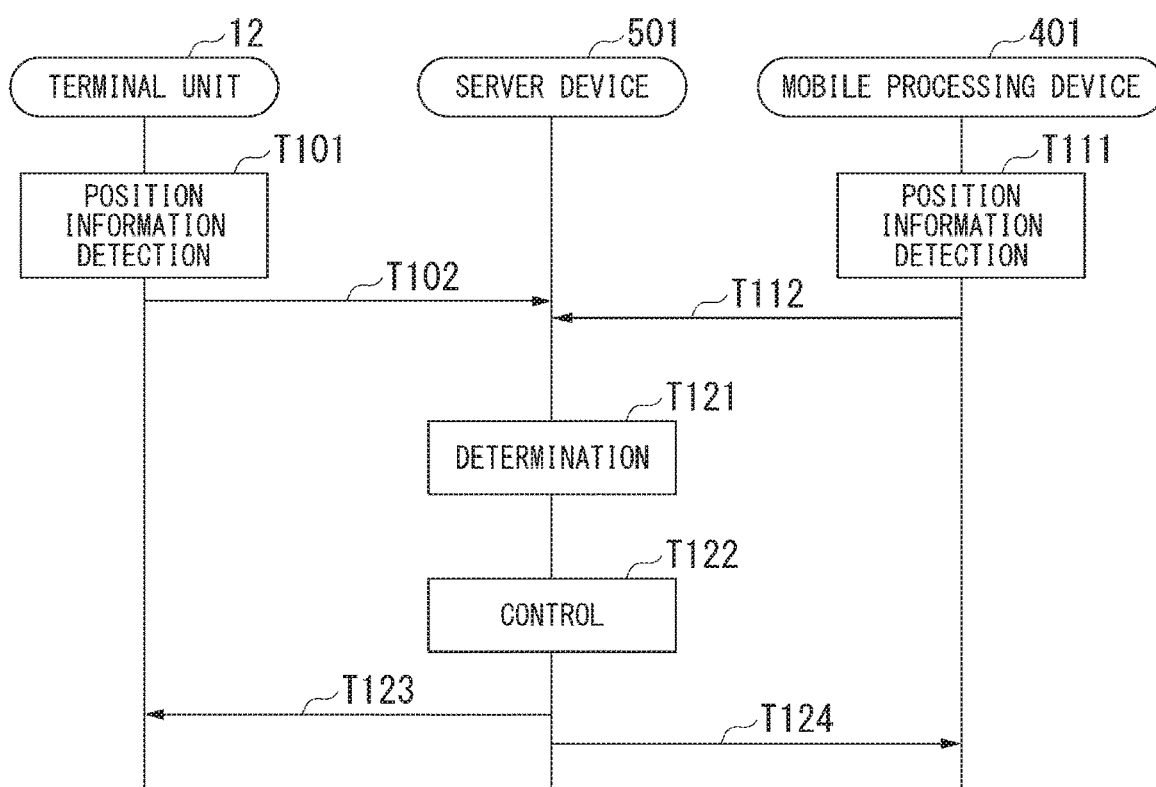 12
501
401
TERMINAL UNIT
SERVER DEVICE
MOBILE PROCESSING DEVICE
T101
T111
POSITION
INFORMATION
DETECTION
POSITION
INFORMATION
DETECTION
T102
T112
T121
DETERMINATION
T122
CONTROL
T123
T124